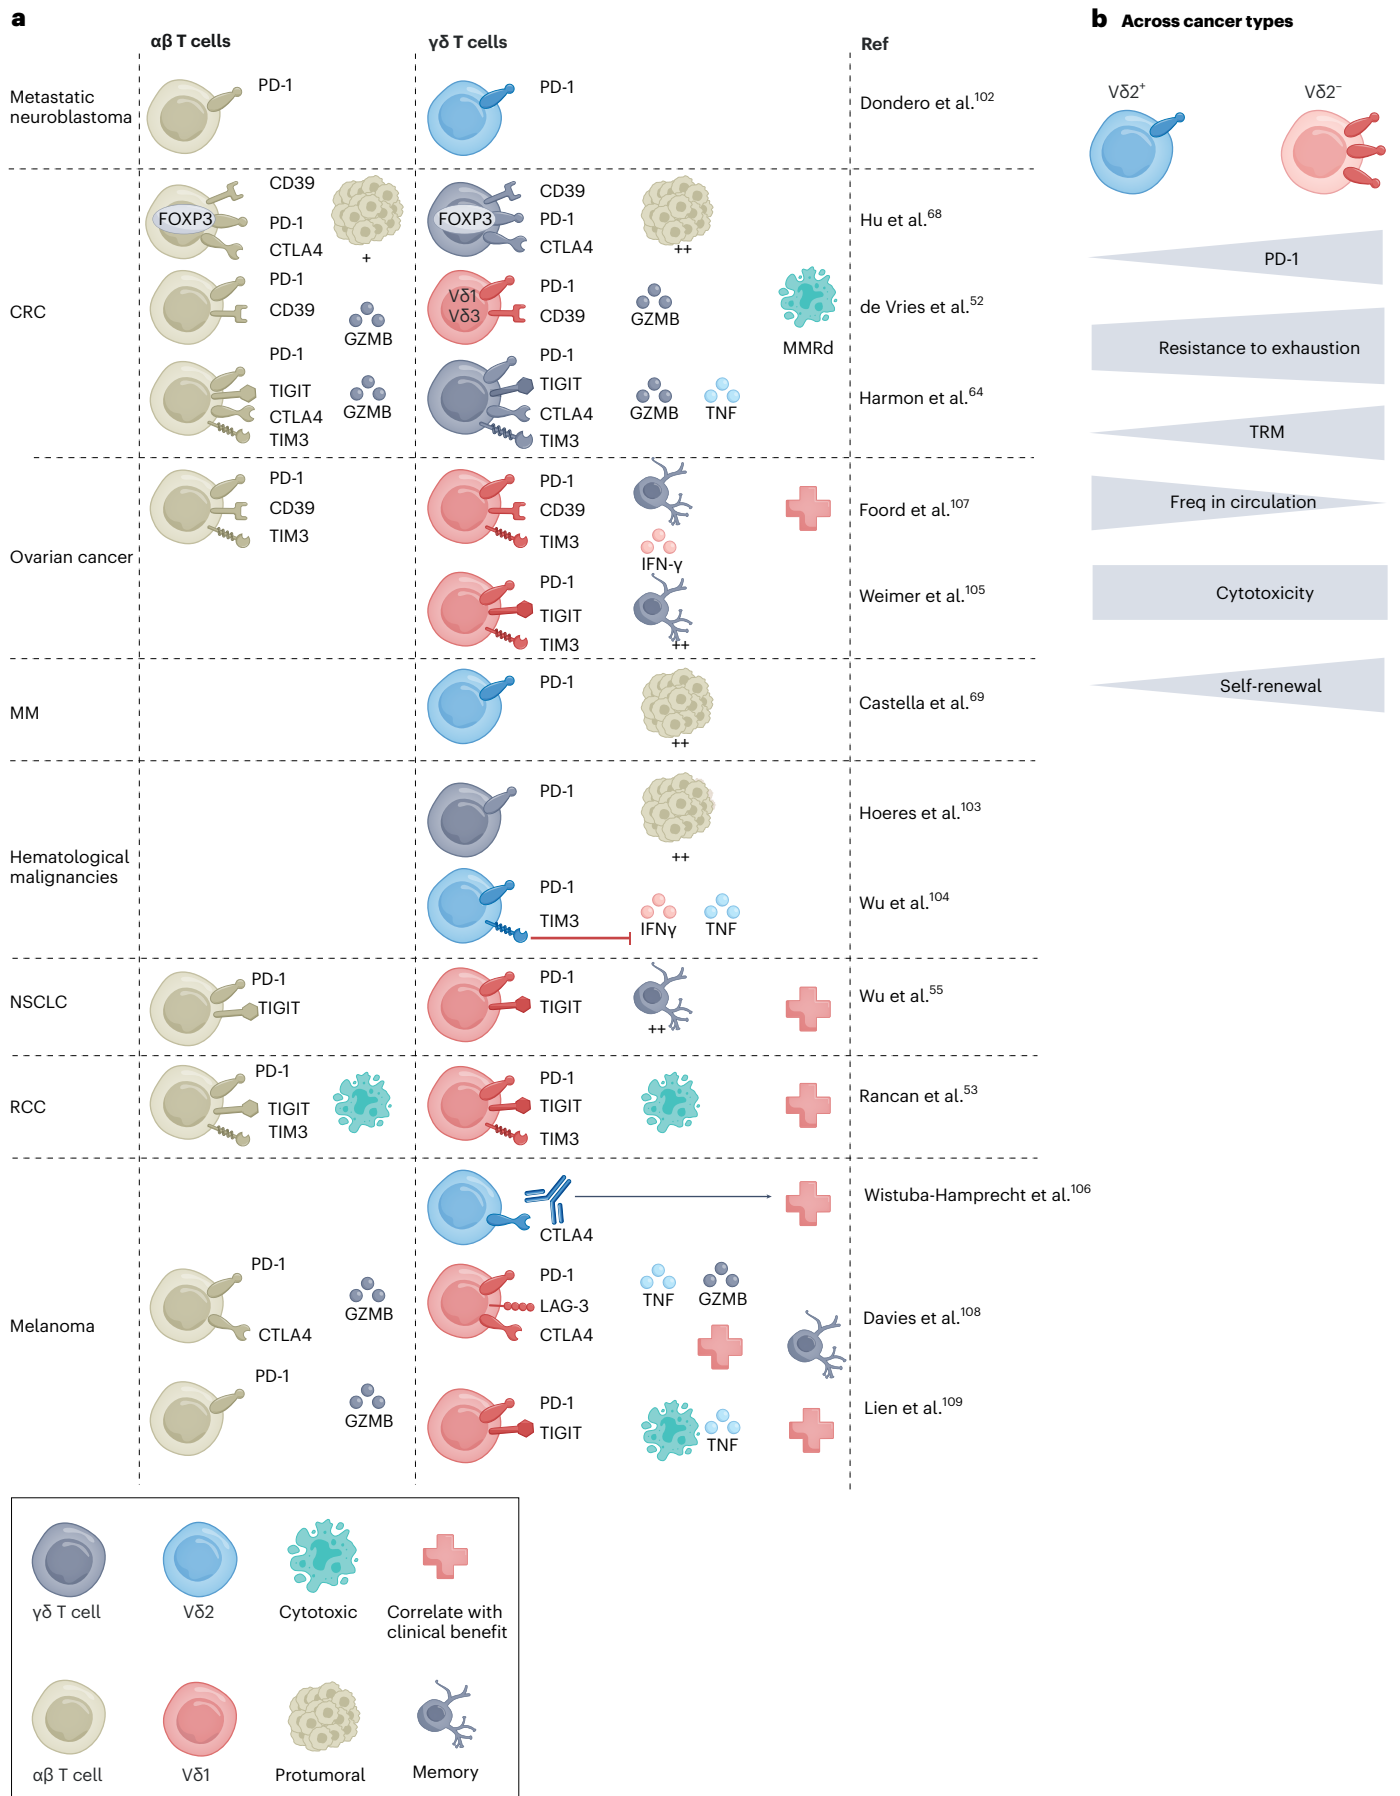 a
αβ T cells
γδ T cells
Ref
Metastatic
neuroblastoma
PD-1
PD-1
Dondero et al.102
CRC
CD39
FOXP3
PD-1
CTLA4
+
CD39
FOXP3
PD-1
CTLA4
++
Hu et al.68
PD-1
CD39
GZMB
Vδ1
Vδ3
PD-1
CD39
GZMB
MMRd
de Vries et al.52
PD-1
TIGIT
CTLA4
TIM3
GZMB
PD-1
TIGIT
CTLA4
TIM3
GZMB
TNF
Harmon et al.64
Ovarian cancer
PD-1
CD39
TIM3
PD-1
CD39
TIM3
IFN-γ
Foord et al.107
PD-1
TIGIT
TIM3
++
Weimer et al.105
MM
PD-1
++
Castella et al.69
Hematological
malignancies
PD-1
++
Hoeres et al.103
PD-1
TIM3
IFNγ
TNF
Wu et al.104
NSCLC
PD-1
TIGIT
PD-1
TIGIT
++
Wu et al.55
RCC
PD-1
TIGIT
TIM3
PD-1
TIGIT
TIM3
Rancan et al.53
Melanoma
CTLA4
Wistuba-Hamprecht et al.106
PD-1
CTLA4
GZMB
PD-1
LAG-3
CTLA4
TNF
GZMB
Davies et al.108
PD-1
GZMB
PD-1
TIGIT
TNF
Lien et al.109
γδ T cell
Vδ2
Cytotoxic
Correlate with
clinical benefit
αβ T cell
Vδ1
Protumoral
Memory
b Across cancer types
Vδ2+
Vδ2−
PD-1
Resistance to exhaustion
TRM
Freq in circulation
Cytotoxicity
Self-renewal